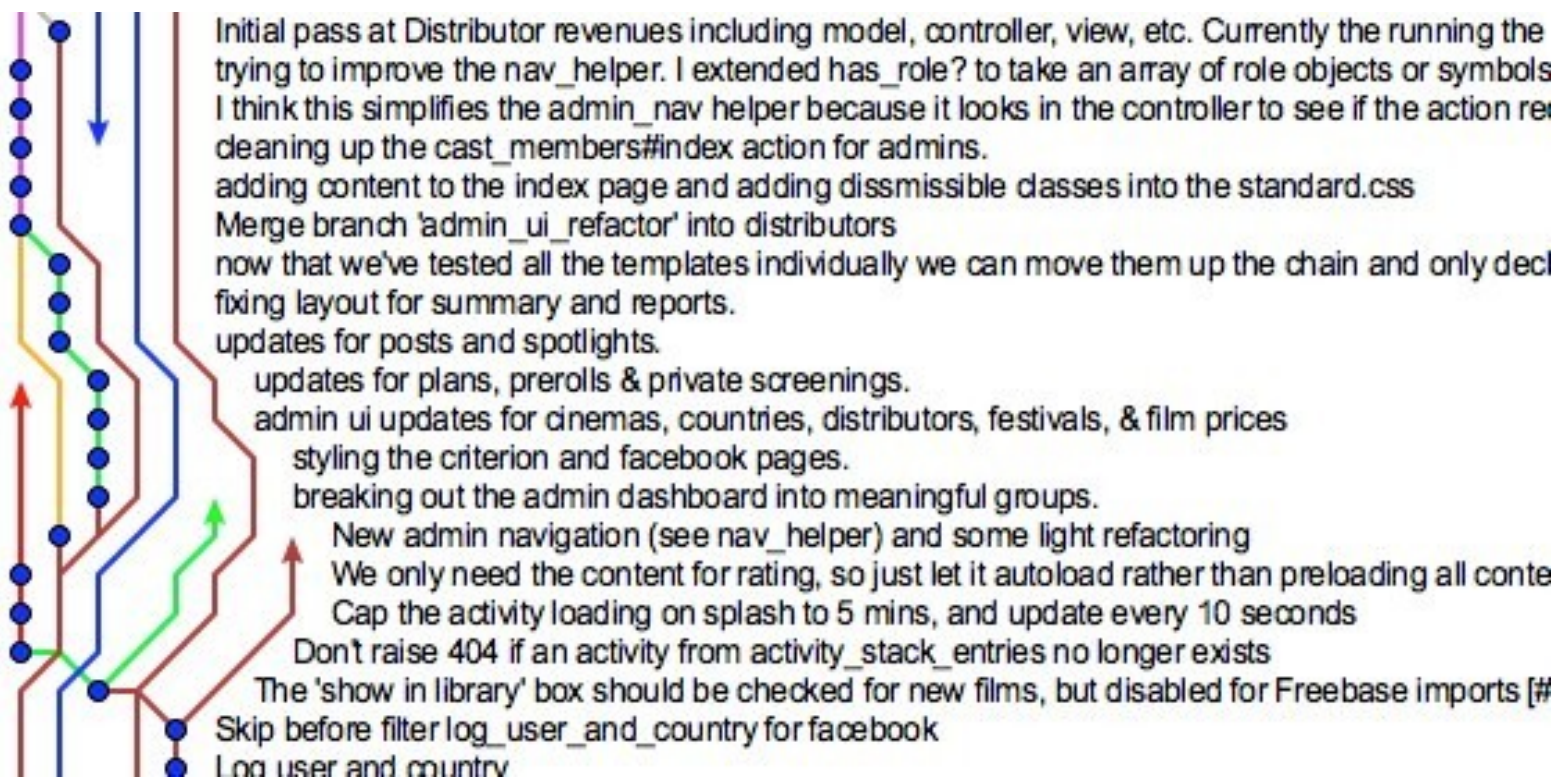 Initial pass at Distributor revenues including model, controller, view, etc. Currently the running the
trying to improve the nav_helper. I extended has_role? to take an array of role objects or symbols
I think this simplifies the admin_nav helper because it looks in the controller to see if the action
cleaning up the cast_members#index action for admins.
adding content to the index page and adding dissmissible classes into the standard.css
Merge branch 'admin_ui_refactor' into distributors
now that we've tested all the templates individually we can move them up the chain and only
fixing layout for summary and reports.
updates for posts and spotlights.
updates for plans, prerolls & private screenings.
admin ui updates for cinemas, countries, distributors, festivals, & film prices
styling the criterion and facebook pages.
breaking out the admin dashboard into meaningful groups.
New admin navigation (see nav_helper) and some light refactoring
We only need the content for rating, so just let it autoload rather than preloading all
Cap the activity loading on splash to 5 mins, and update every 10 seconds
Don't raise 404 if an activity from activity_stack_entries no longer exists
The 'show in library' box should be checked for new films, but disabled for Freebase imports [#
Skip before filter log_user_and_country for facebook
Log user and country